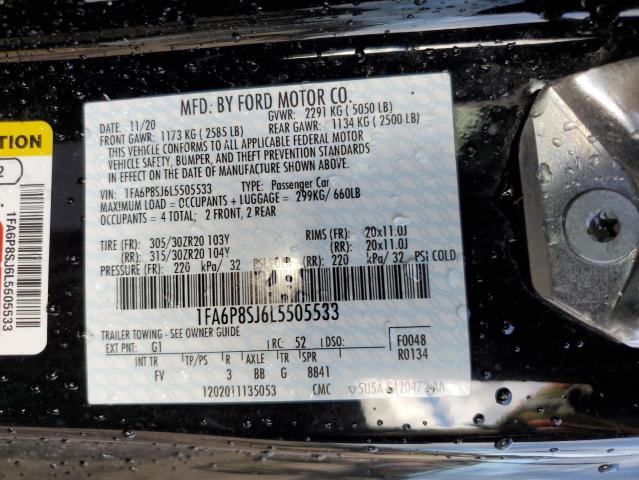 MFD. BY FORD MOTOR CO.
DATE: 11/20 GVWR: 2291 KG ( 5050 LB)
FRONT GAWR: 1173 KG ( 2585 LB) REAR GAWR: 1134 KG ( 2500 LB)
THIS VEHICLE CONFORMS TO ALL APPLICABLE FEDERAL MOTOR
VEHICLE SAFETY, BUMPER, AND THEFT PREVENTION STANDARDS
IN EFFECT ON THE DATE OF MANUFACTURE SHOWN ABOVE.
VIN: 1FA6P8SJ6L5505533 TYPE: Passenger Car
MAXIMUM LOAD = OCCUPANTS + LUGGAGE = 299KG/ 660LB
OCCUPANTS = 4 TOTAL; 2 FRONT, 2 REAR
TIRE (FR): 305/30ZR20 103Y RIMS (FR): 20x11.0J
(RR): 315/30ZR20 104Y (RR): 20x11.0J
PRESSURE (FR): 220 kPa/ 32 (RR): 220 kPa/ 32 PSI COLD
1FA6P8SJ6L5505533
TRAILER TOWING - SEE OWNER GUIDE
EXT PNT: G1 RC: 52 DSO: F0048
INT TR TP/PS R AXLE TR SPR R0134
FV 3 BB G 8841
1202011135053 CMC
TION
2
1FA6P8SJ6L5505533